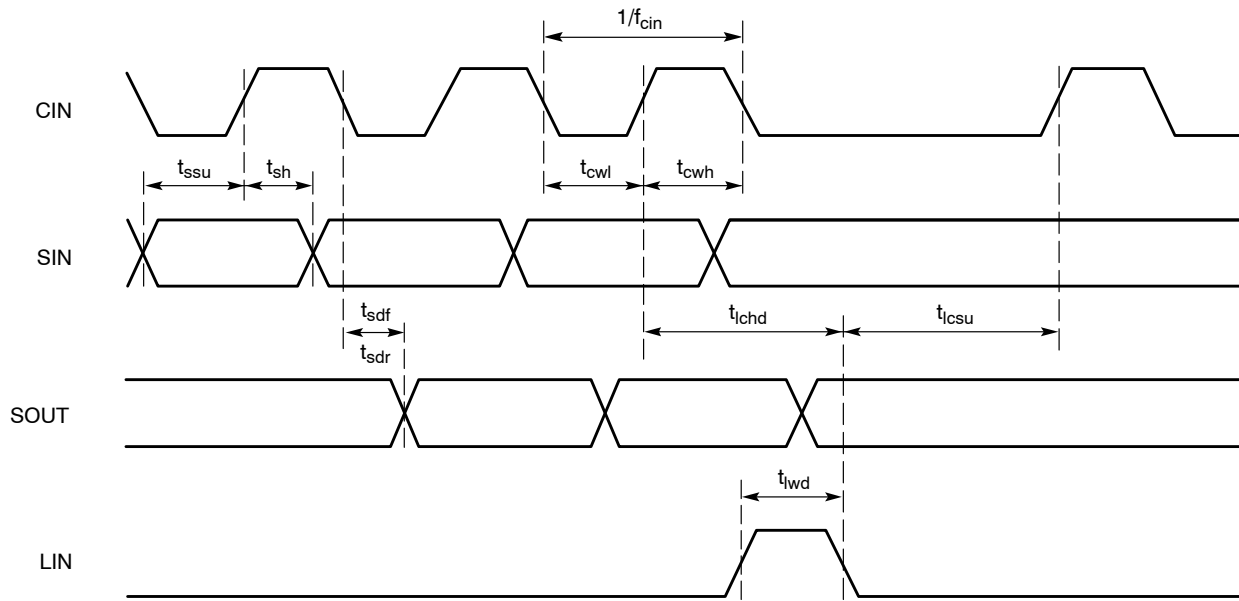 1/fcin
CIN
tssu
tsh
tcwl
tcwh
SIN
tsdf
tsdr
tlchd
tlcsu
SOUT
tlwd
LIN